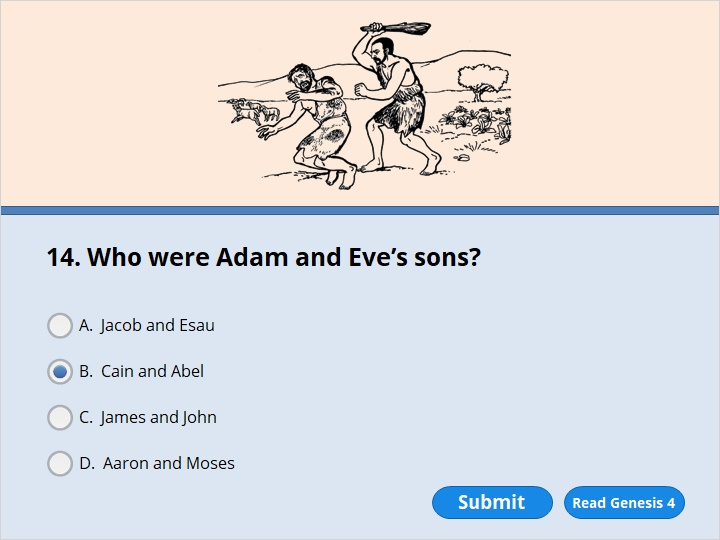 14. Who were Adam and Eve’s sons?
A. Jacob and Esau
B. Cain and Abel
C. James and John
D. Aaron and Moses
Submit
Read Genesis 4